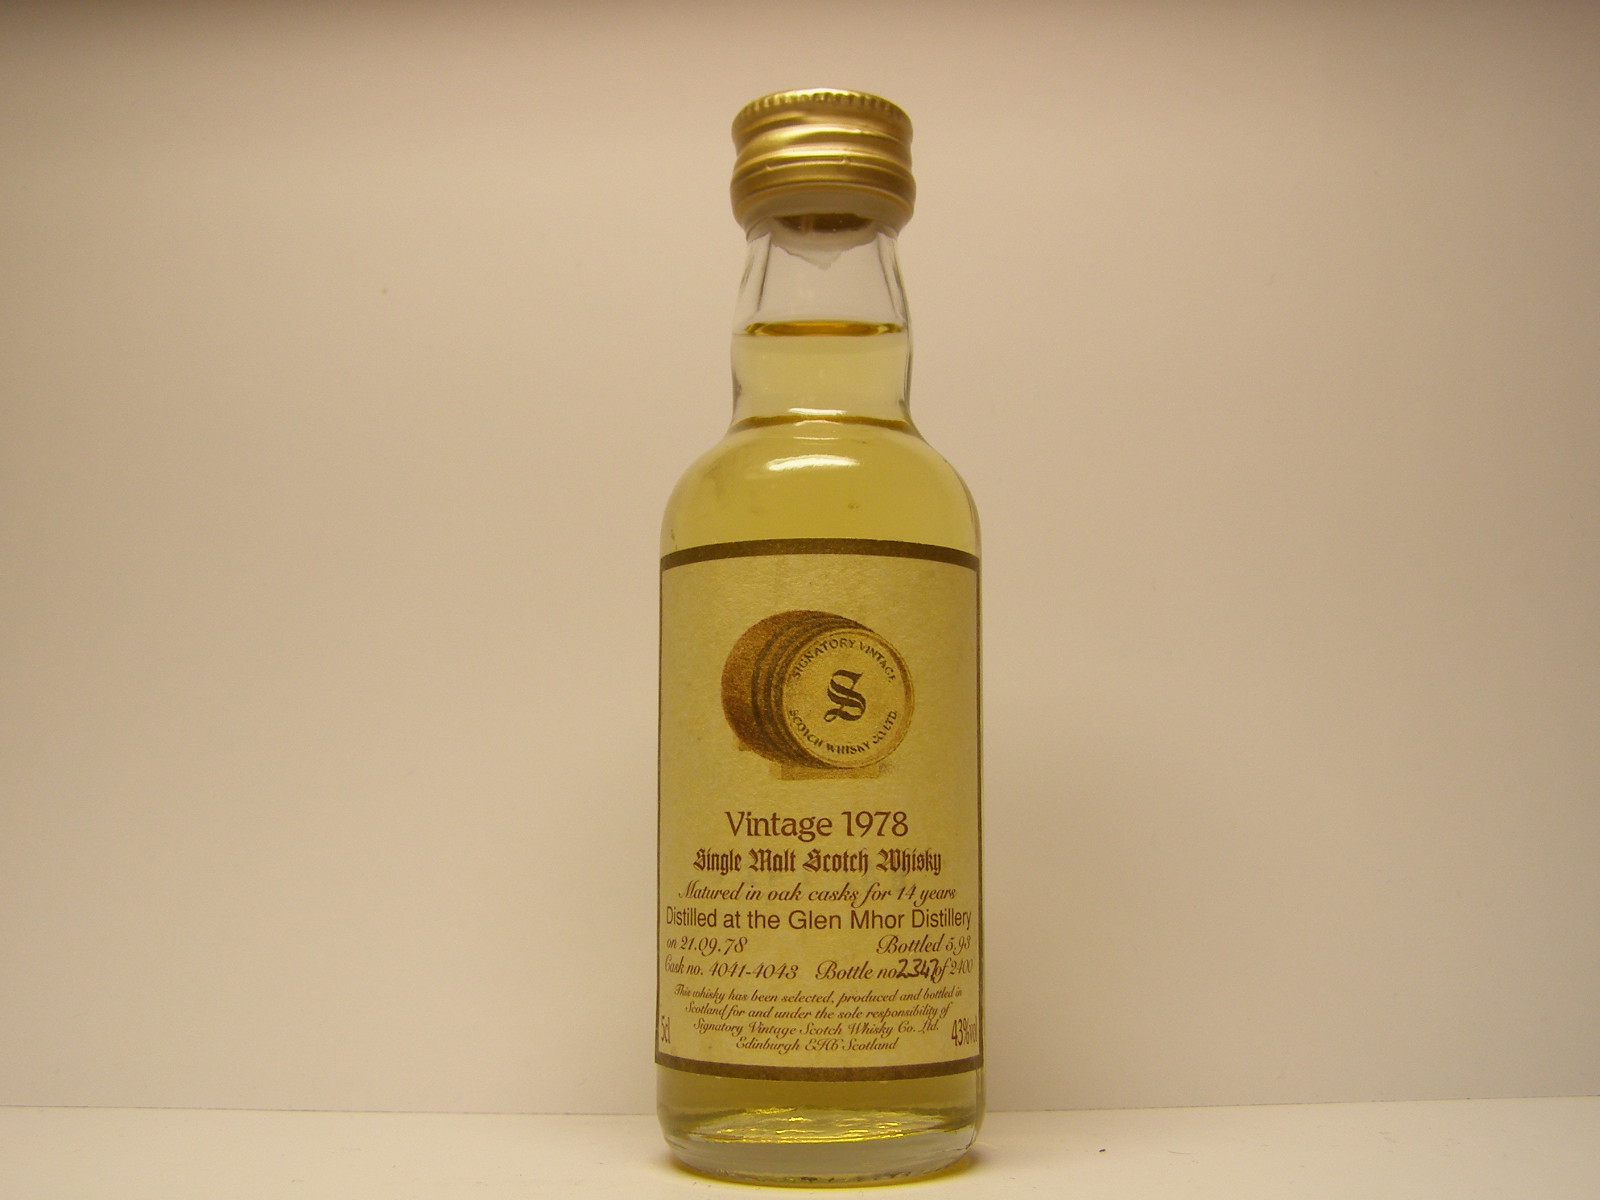 SIGNATORY VINTAGE
S
SCOTCH WHISKY CO. LTD.
Vintage 1978
Single Malt Scotch Whisky
Matured in oak casks for 14 years
Distilled at the Glen Mhor Distillery
on 21.09.78 Bottled 5.93
Cask no. 4041-4043 Bottle no 2347 of 2400
This whisky has been selected, produced and bottled in
Scotland for and under the sole responsibility of
Signatory Vintage Scotch Whisky Co. Ltd.
Edinburgh EH6 Scotland
5cl 43%vol